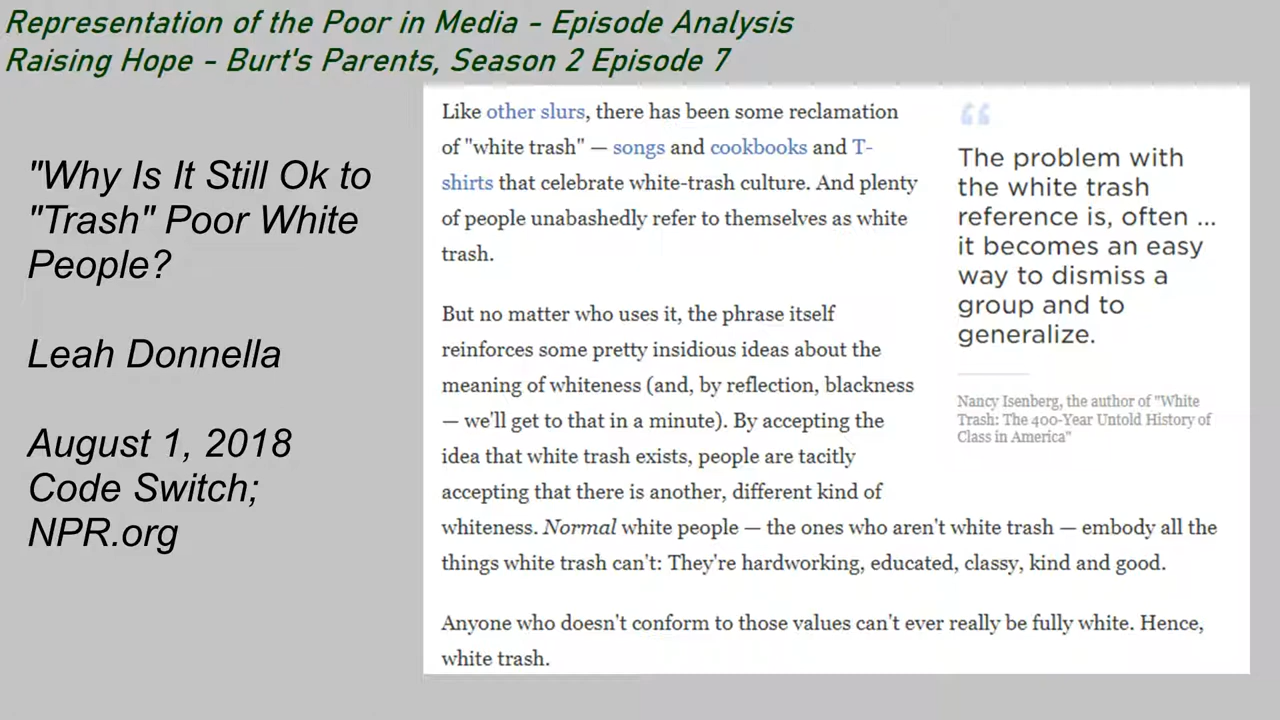 Representation of the Poor in Media - Episode Analysis
Raising Hope - Burt's Parents, Season 2 Episode 7
"Why Is It Still Ok to
"Trash" Poor White
People?
Leah Donnella
August 1, 2018
Code Switch;
NPR.org
Like other slurs, there has been some reclamation
of "white trash" — songs and cookbooks and T-
shirts that celebrate white-trash culture. And plenty
of people unabashedly refer to themselves as white
trash.
But no matter who uses it, the phrase itself
reinforces some pretty insidious ideas about the
meaning of whiteness (and, by reflection, blackness
— we'll get to that in a minute). By accepting the
idea that white trash exists, people are tacitly
accepting that there is another, different kind of
whiteness. Normal white people — the ones who aren't white trash — embody all the
things white trash can't: They're hardworking, educated, classy, kind and good.
Anyone who doesn't conform to those values can't ever really be fully white. Hence,
white trash.
“
The problem with
the white trash
reference is, often ...
it becomes an easy
way to dismiss a
group and to
generalize.
Nancy Isenberg, the author of "White
Trash: The 400-Year Untold History of
Class in America"